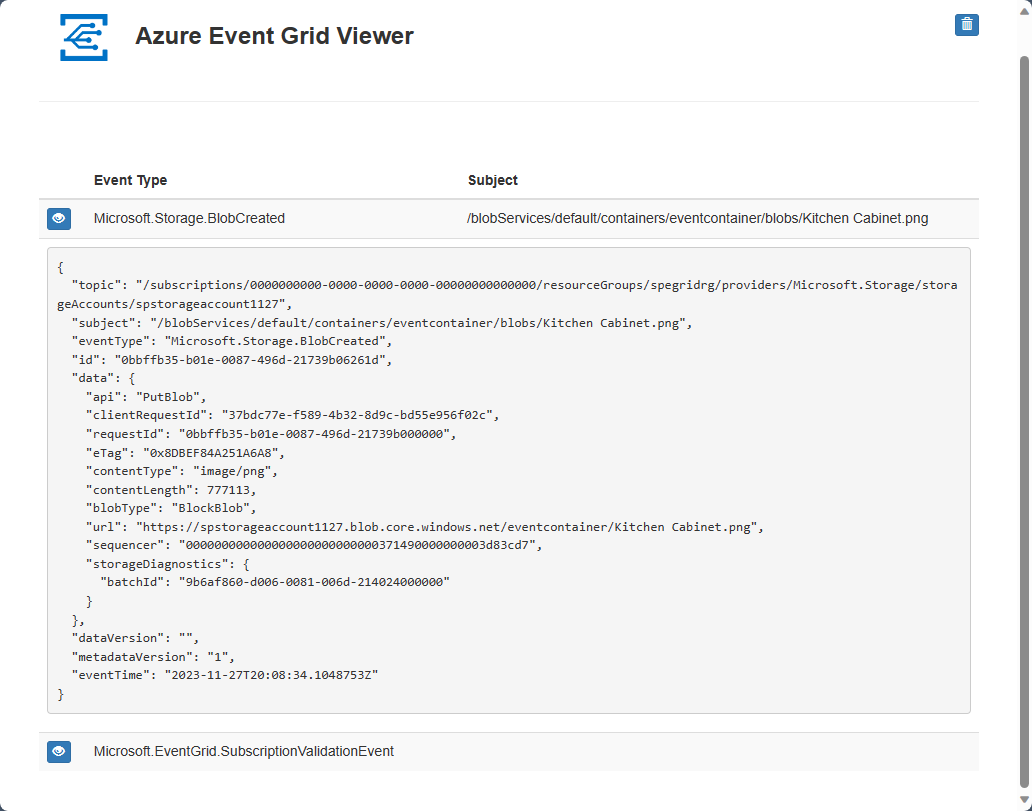 Azure Event Grid Viewer
Event Type Subject
Microsoft.Storage.BlobCreated /blobServices/default/containers/eventcontainer/blobs/Kitchen Cabinet.png
{
"topic": "/subscriptions/0000000000-0000-0000-0000-00000000000000/resourceGroups/spegridrg/providers/Microsoft.Storage/stora
geAccounts/spstorageaccount1127",
"subject": "/blobServices/default/containers/eventcontainer/blobs/Kitchen Cabinet.png",
"eventType": "Microsoft.Storage.BlobCreated",
"id": "0bbffb35-b01e-0087-496d-21739b06261d",
"data": {
"api": "PutBlob",
"clientRequestId": "37bdc77e-f589-4b32-8d9c-bd55e956f02c",
"requestId": "0bbffb35-b01e-0087-496d-21739b000000",
"eTag": "0x8DBEF84A251A6A8",
"contentType": "image/png",
"contentLength": 777113,
"blobType": "BlockBlob",
"url": "https://spstorageaccount1127.blob.core.windows.net/eventcontainer/Kitchen Cabinet.png",
"sequencer": "00000000000000000000000000371490000000003d83cd7",
"storageDiagnostics": {
"batchId": "9b6af860-d006-0081-006d-214024000000"
}
},
"dataVersion": "",
"metadataVersion": "1",
"eventTime": "2023-11-27T20:08:34.1048753Z"
}
Microsoft.EventGrid.SubscriptionValidationEvent